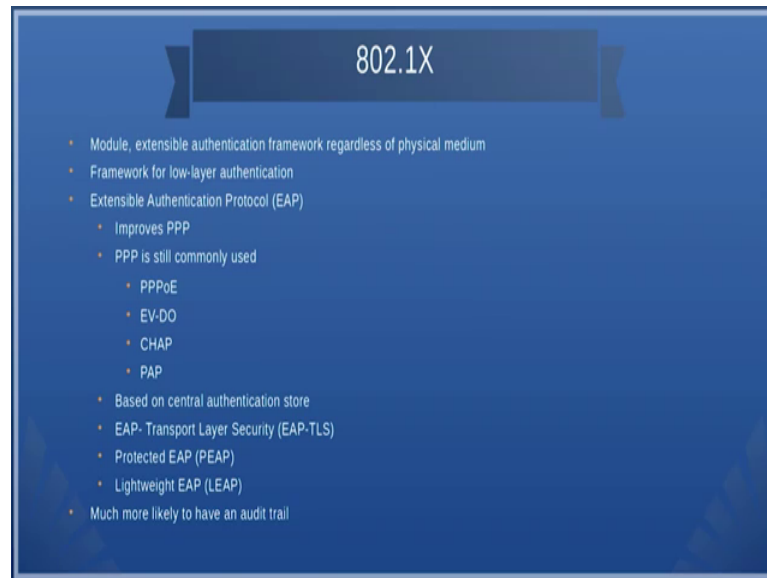 802.1X
• Module, extensible authentication framework regardless of physical medium
• Framework for low-layer authentication
• Extensible Authentication Protocol (EAP)
• Improves PPP
• PPP is still commonly used
• PPPoE
• EV-DO
• CHAP
• PAP
• Based on central authentication store
• EAP- Transport Layer Security (EAP-TLS)
• Protected EAP (PEAP)
• Lightweight EAP (LEAP)
• Much more likely to have an audit trail